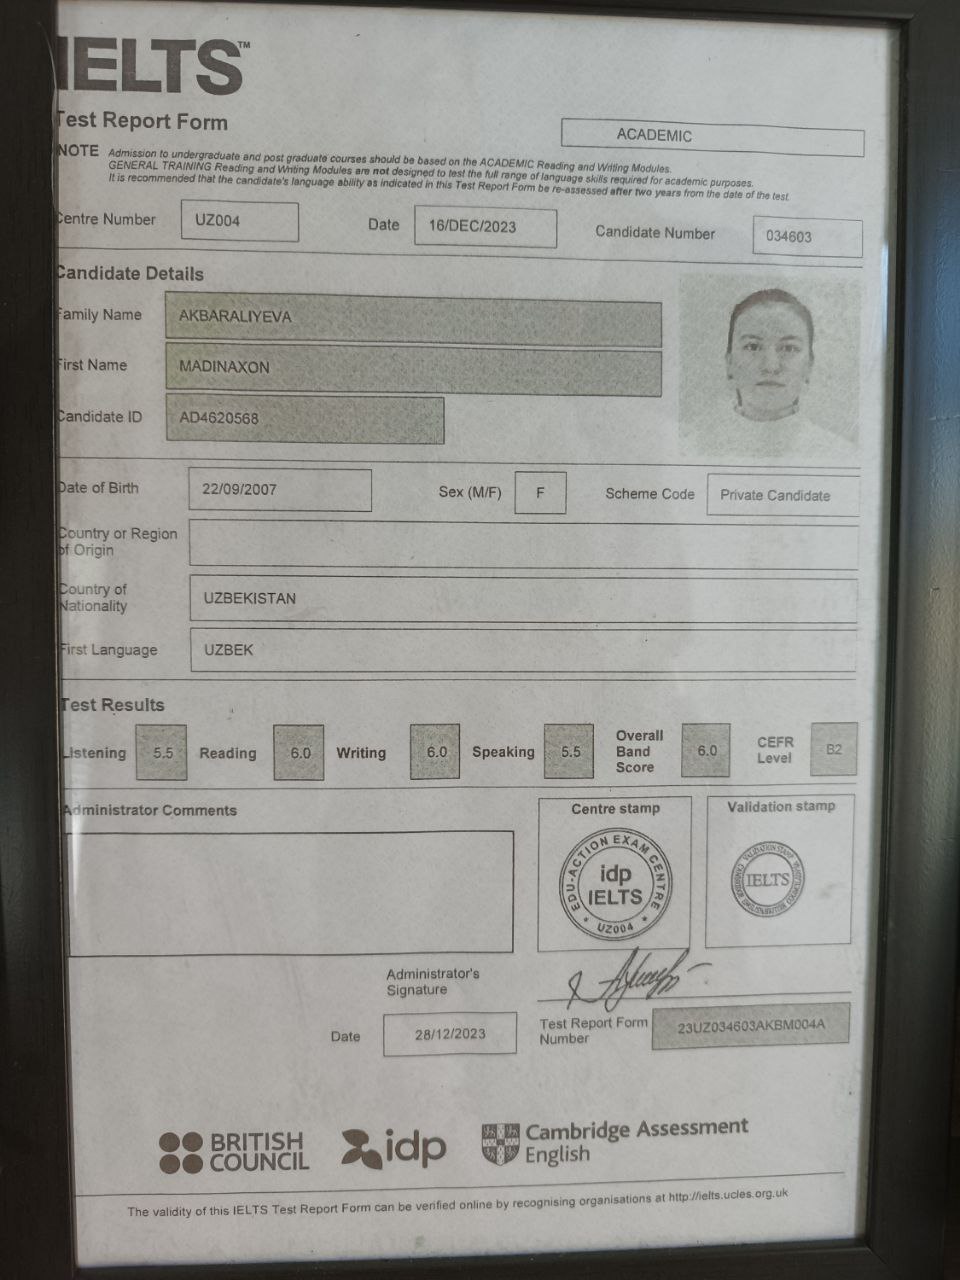 IELTS™
Test Report Form
ACADEMIC
NOTE Admission to undergraduate and post graduate courses should be based on the ACADEMIC Reading and Writing Modules.
GENERAL TRAINING Reading and Writing Modules are not designed to test the full range of language skills required for academic purposes.
It is recommended that the candidate's language ability as indicated in this Test Report Form be re-assessed after two years from the date of the test.
Centre Number UZ004 Date 16/DEC/2023 Candidate Number 034603
Candidate Details
Family Name AKBARALIYEVA
First Name MADINAXON
Candidate ID AD4620568
Date of Birth 22/09/2007 Sex (M/F) F Scheme Code Private Candidate
Country or Region
of Origin
Country of
Nationality UZBEKISTAN
First Language UZBEK
Test Results
Listening 5.5 Reading 6.0 Writing 6.0 Speaking 5.5 Overall Band Score 6.0 CEFR Level B2
Administrator Comments
Centre stamp
Validation stamp
EDU-ACTION EXAM CENTRE
idp
IELTS
UZ004
VALIDATION STAMP
IELTS
Administrator's
Signature
Date 28/12/2023
Test Report Form
Number 23UZ034603AKBM004A
BRITISH
COUNCIL
idp
Cambridge Assessment
English
The validity of this IELTS Test Report Form can be verified online by recognising organisations at http://ielts.ucles.org.uk